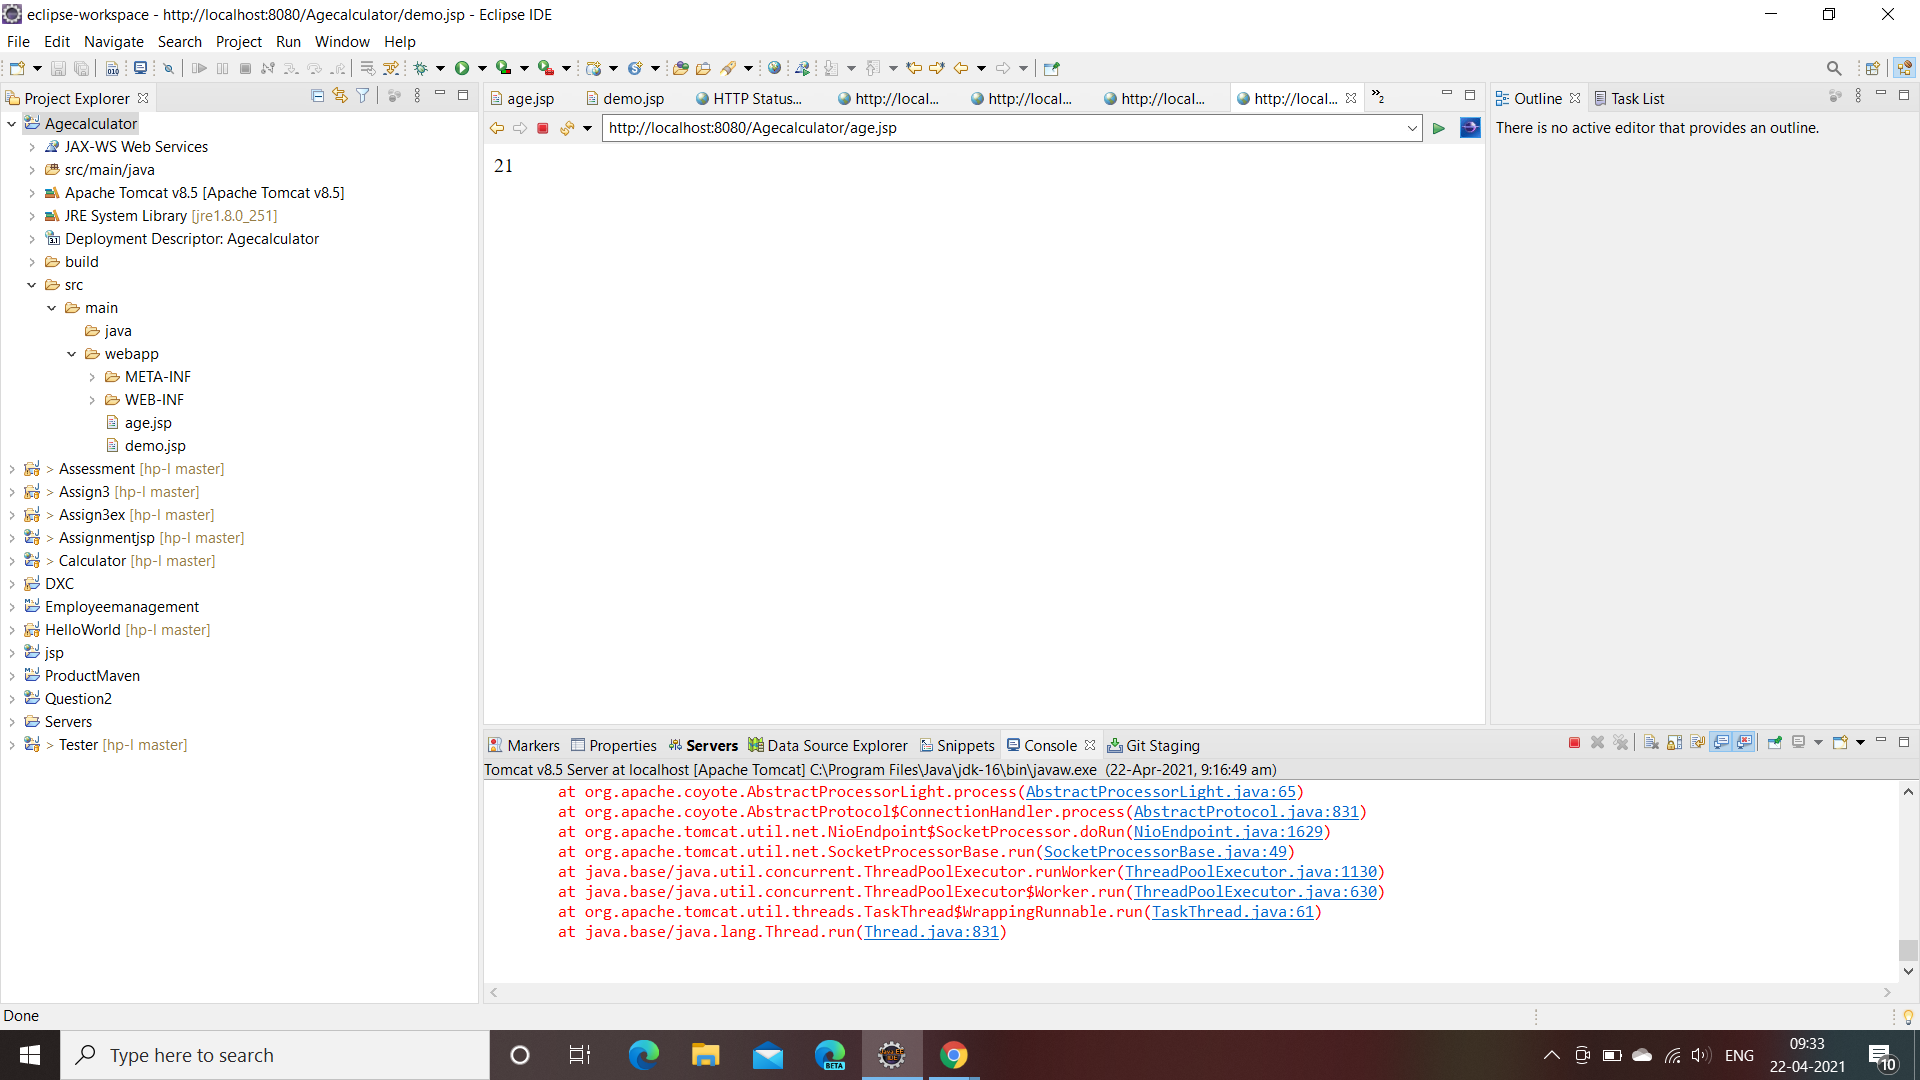 eclipse-workspace - http://localhost:8080/Agecalculator/demo.jsp - Eclipse IDE
File Edit Navigate Search Project Run Window Help
Project Explorer
Agecalculator
JAX-WS Web Services
src/main/java
Apache Tomcat v8.5 [Apache Tomcat v8.5]
JRE System Library [jre1.8.0_251]
Deployment Descriptor: Agecalculator
build
src
main
java
webapp
META-INF
WEB-INF
age.jsp
demo.jsp
> Assessment [hp-l master]
> Assign3 [hp-l master]
> Assign3ex [hp-l master]
> Assignmentjsp [hp-l master]
> Calculator [hp-l master]
DXC
Employeemanagement
HelloWorld [hp-l master]
jsp
ProductMaven
Question2
Servers
> Tester [hp-l master]
age.jsp demo.jsp HTTP Status... http://local... http://local... http://local... http://local... »2
http://localhost:8080/Agecalculator/age.jsp
21
Outline Task List
There is no active editor that provides an outline.
Markers Properties Servers Data Source Explorer Snippets Console Git Staging
Tomcat v8.5 Server at localhost [Apache Tomcat] C:\Program Files\Java\jdk-16\bin\javaw.exe (22-Apr-2021, 9:16:49 am)
at org.apache.coyote.AbstractProcessorLight.process(AbstractProcessorLight.java:65)
at org.apache.coyote.AbstractProtocol$ConnectionHandler.process(AbstractProtocol.java:831)
at org.apache.tomcat.util.net.NioEndpoint$SocketProcessor.doRun(NioEndpoint.java:1629)
at org.apache.tomcat.util.net.SocketProcessorBase.run(SocketProcessorBase.java:49)
at java.base/java.util.concurrent.ThreadPoolExecutor.runWorker(ThreadPoolExecutor.java:1130)
at java.base/java.util.concurrent.ThreadPoolExecutor$Worker.run(ThreadPoolExecutor.java:630)
at org.apache.tomcat.util.threads.TaskThread$WrappingRunnable.run(TaskThread.java:61)
at java.base/java.lang.Thread.run(Thread.java:831)
Done
Type here to search
BETA
ENG
09:33
22-04-2021
10